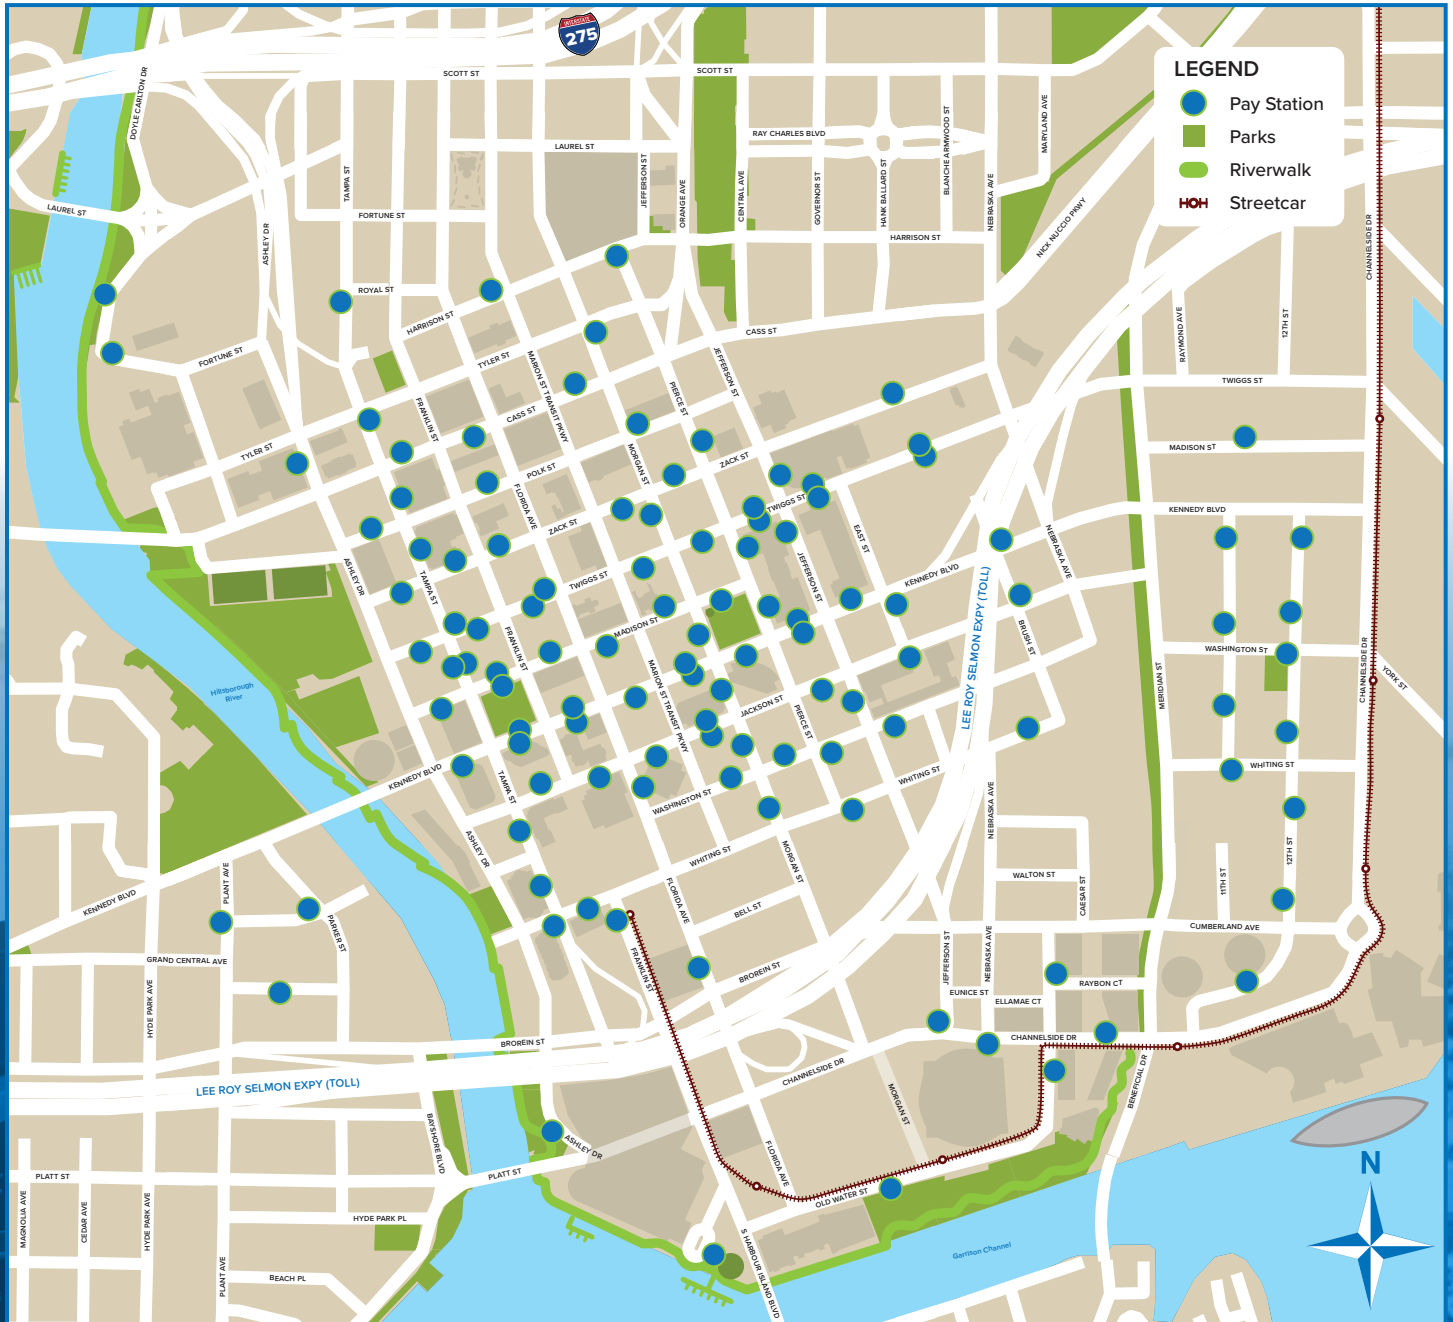 INTERSTATE
275
SCOTT ST
SCOTT ST
LEGEND
Pay Station
Parks
Riverwalk
Streetcar
DOYLE CARLTON DR
RAY CHARLES BLVD
LAUREL ST
MARYLAND AVE
BLANCHE ARMWOOD ST
JEFFERSON ST
TAMPA ST
ORANGE AVE
CENTRAL AVE
GOVERNOR ST
HANK BALLARD ST
NEBRASKA AVE
LAUREL ST
FORTUNE ST
ASHLEY DR
HARRISON ST
NICK NUCCIO PKWY
CHANNELSIDE DR
ROYAL ST
HARRISON ST
CASS ST
RAYMOND AVE
12TH ST
FORTUNE ST
TYLER ST
MARION ST TRANSIT PKWY
JEFFERSON ST
PIERCE ST
TWIGGS ST
FRANKLIN ST
CASS ST
TYLER ST
MADISON ST
MORGAN ST
ZACK ST
POLK ST
FLORIDA AVE
TWIGGS ST
KENNEDY BLVD
ZACK ST
EAST ST
NEBRASKA AVE
ASHLEY DR
TAMPA ST
TWIGGS ST
JEFFERSON ST
KENNEDY BLVD
LEE ROY SELMON EXPY (TOLL)
MADISON ST
FRANKLIN ST
BRUSH ST
WASHINGTON ST
CHANNELSIDE DR
MERIDIAN ST
YORK ST
Hillsborough
River
MARION ST TRANSIT PKWY
JACKSON ST
PIERCE ST
KENNEDY BLVD
TAMPA ST
WHITING ST
WHITING ST
WASHINGTON ST
NEBRASKA AVE
ASHLEY DR
WHITING ST
MORGAN ST
12TH ST
PLANT AVE
WALTON ST
CAESAR ST
11TH ST
KENNEDY BLVD
FLORIDA AVE
BELL ST
PARKER ST
CUMBERLAND AVE
GRAND CENTRAL AVE
FRANKLIN ST
BROREIN ST
JEFFERSON ST
NEBRASKA AVE
RAYBON CT
EUNICE ST
ELLAMAE CT
HYDE PARK AVE
BROREIN ST
CHANNELSIDE DR
CHANNELSIDE DR
LEE ROY SELMON EXPY (TOLL)
BENEFICIAL DR
MORGAN ST
BAYSHORE BLVD
ASHLEY DR
PLATT ST
PLATT ST
FLORIDA AVE
N
MAGNOLIA AVE
CEDAR AVE
HYDE PARK AVE
OLD WATER ST
HYDE PARK PL
Garrison Channel
S HARBOUR ISLAND BLVD
PLANT AVE
BEACH PL